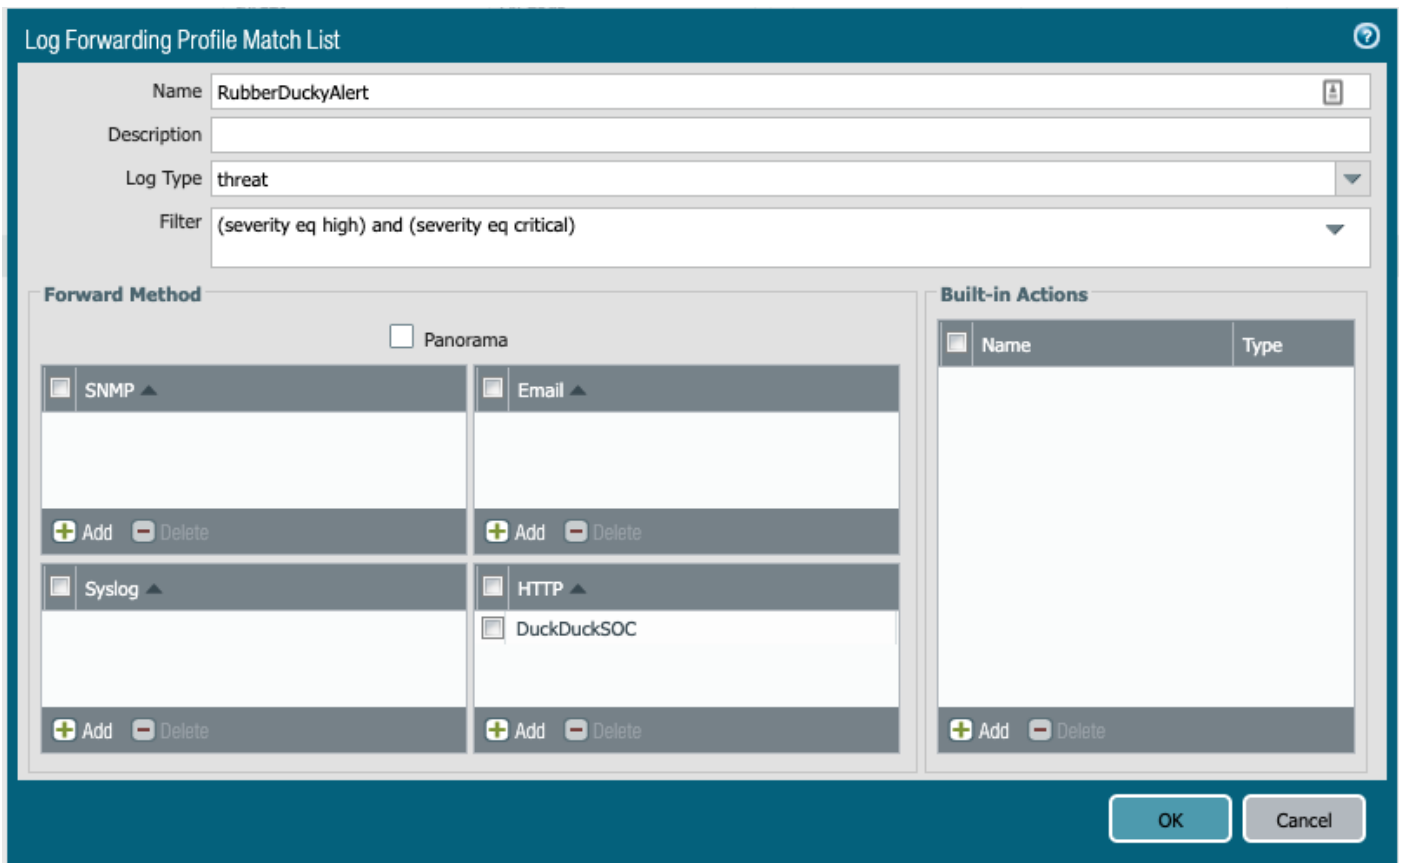 Log Forwarding Profile Match List
Name RubberDuckyAlert
Description
Log Type threat
Filter (severity eq high) and (severity eq critical)
Forward Method
Panorama
SNMP
Email
Add Delete
Add Delete
Syslog
HTTP
DuckDuckSOC
Add Delete
Add Delete
Built-in Actions
Name Type
Add Delete
OK Cancel